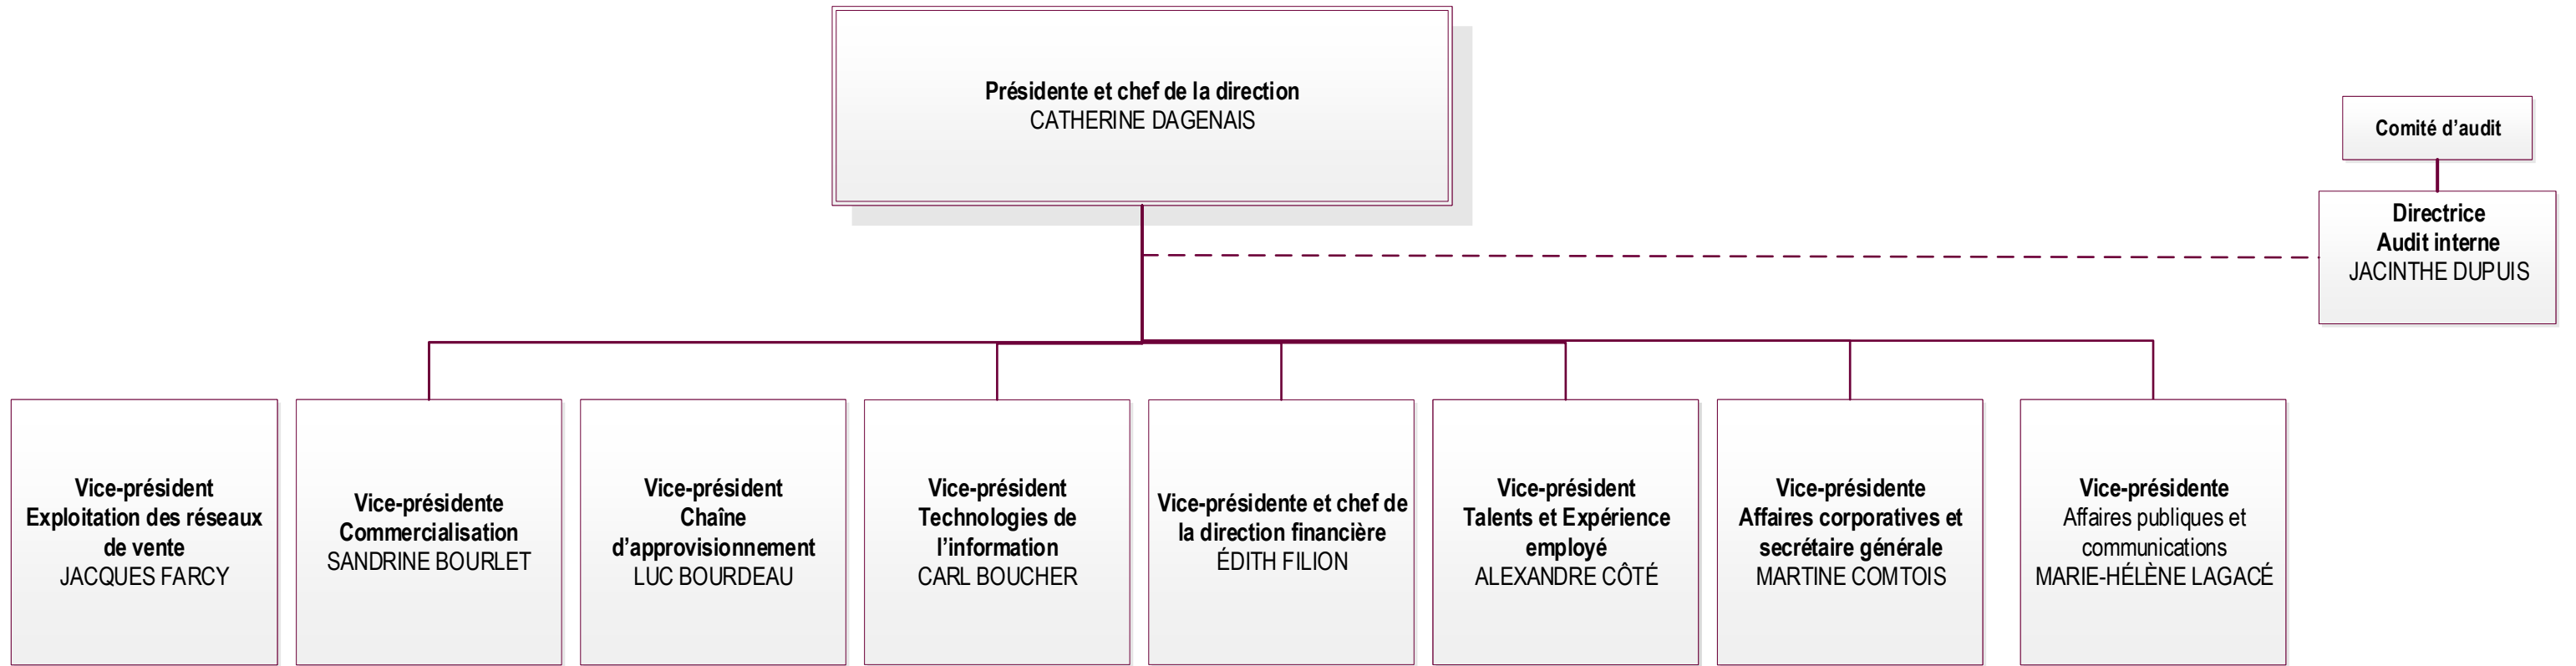 Présidente et chef de la direction
CATHERINE DAGENAIS
Comité d’audit
Directrice
Audit interne
JACINTHE DUPUIS
Vice-président
Exploitation des réseaux
de vente
JACQUES FARCY
Vice-présidente
Commercialisation
SANDRINE BOURLET
Vice-président
Chaîne
d’approvisionnement
LUC BOURDEAU
Vice-président
Technologies de
l’information
CARL BOUCHER
Vice-présidente et chef de
la direction financière
ÉDITH FILION
Vice-président
Talents et Expérience
employé
ALEXANDRE CÔTÉ
Vice-présidente
Affaires corporatives et
secrétaire générale
MARTINE COMTOIS
Vice-présidente
Affaires publiques et
communications
MARIE-HÉLÈNE LAGACÉ